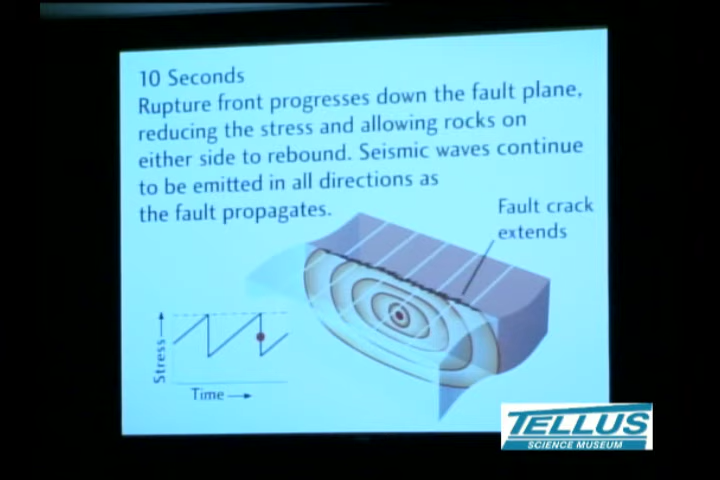 10 Seconds
Rupture front progresses down the fault plane,
reducing the stress and allowing rocks on
either side to rebound. Seismic waves continue
to be emitted in all directions as
the fault propagates.
Fault crack
extends
Stress
Time
TELLUS
SCIENCE MUSEUM